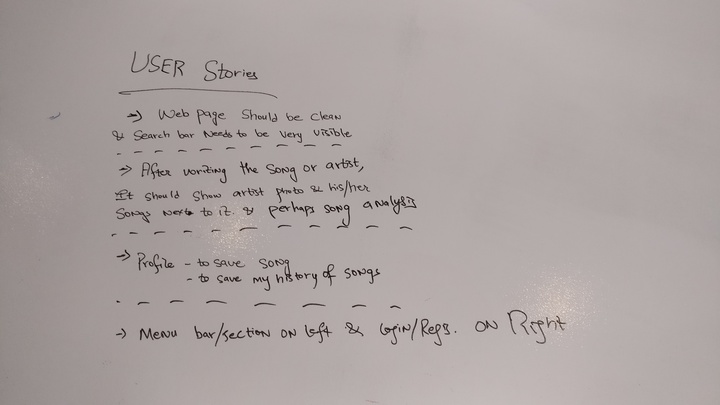 USER Stories
→ Web page should be clean
& Search bar Needs to be very visible
→ After writing the song or artist,
It should show artist photo & his/her
songs next to it. & perhaps song analysis
→ Profile - to save song
- to save my history of songs
→ Menu bar/section on left & login/Regs. on Right